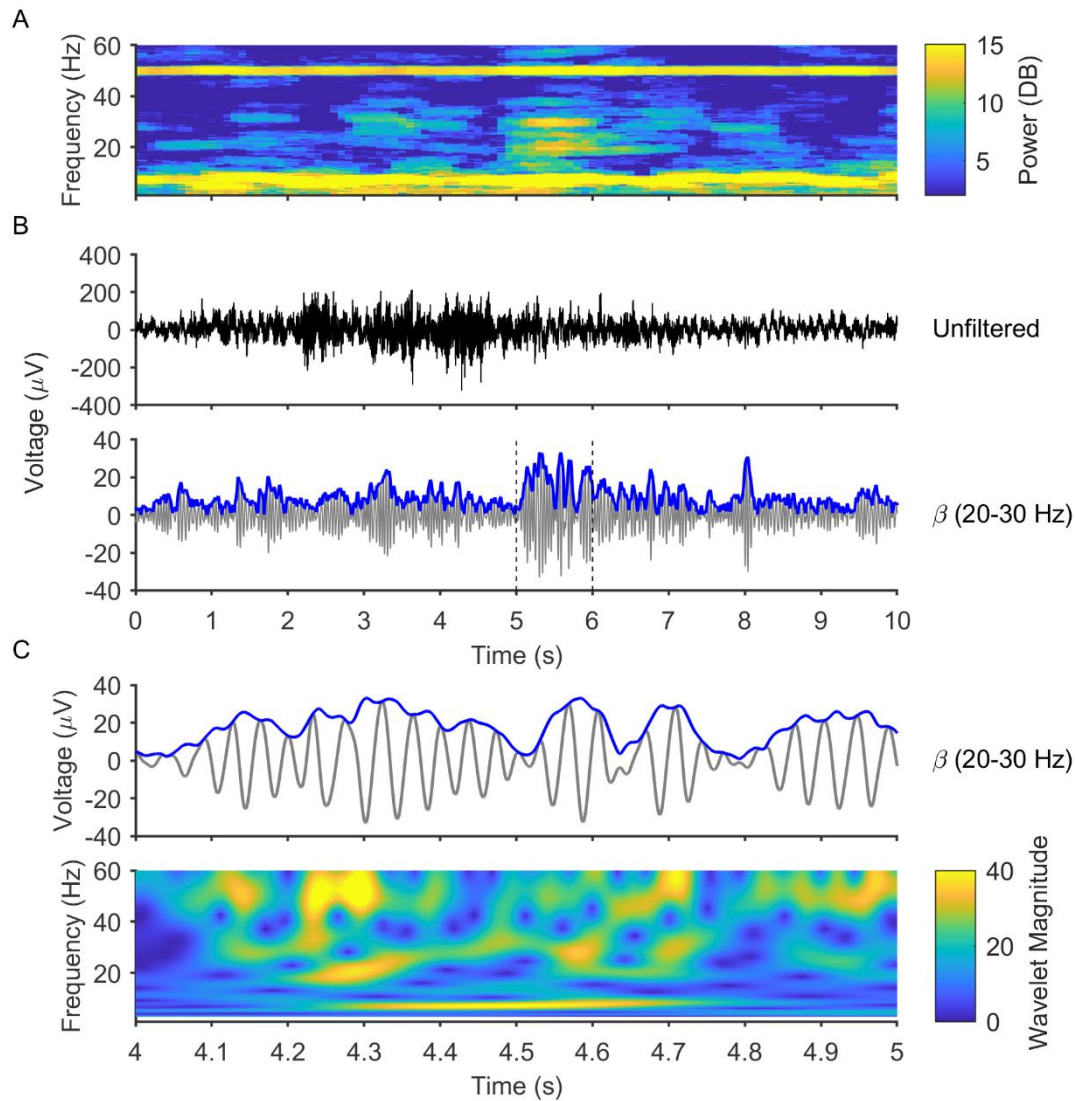 A
Frequency (Hz)
60
40
20
15
10
5
Power (DB)
B
Voltage (μV)
400
200
0
-200
-400
Unfiltered
40
20
0
-20
-40
β (20-30 Hz)
0 1 2 3 4 5 6 7 8 9 10
Time (s)
C
Voltage (μV)
40
20
0
-20
-40
β (20-30 Hz)
Frequency (Hz)
60
40
20
40
20
0
Wavelet Magnitude
4 4.1 4.2 4.3 4.4 4.5 4.6 4.7 4.8 4.9 5
Time (s)